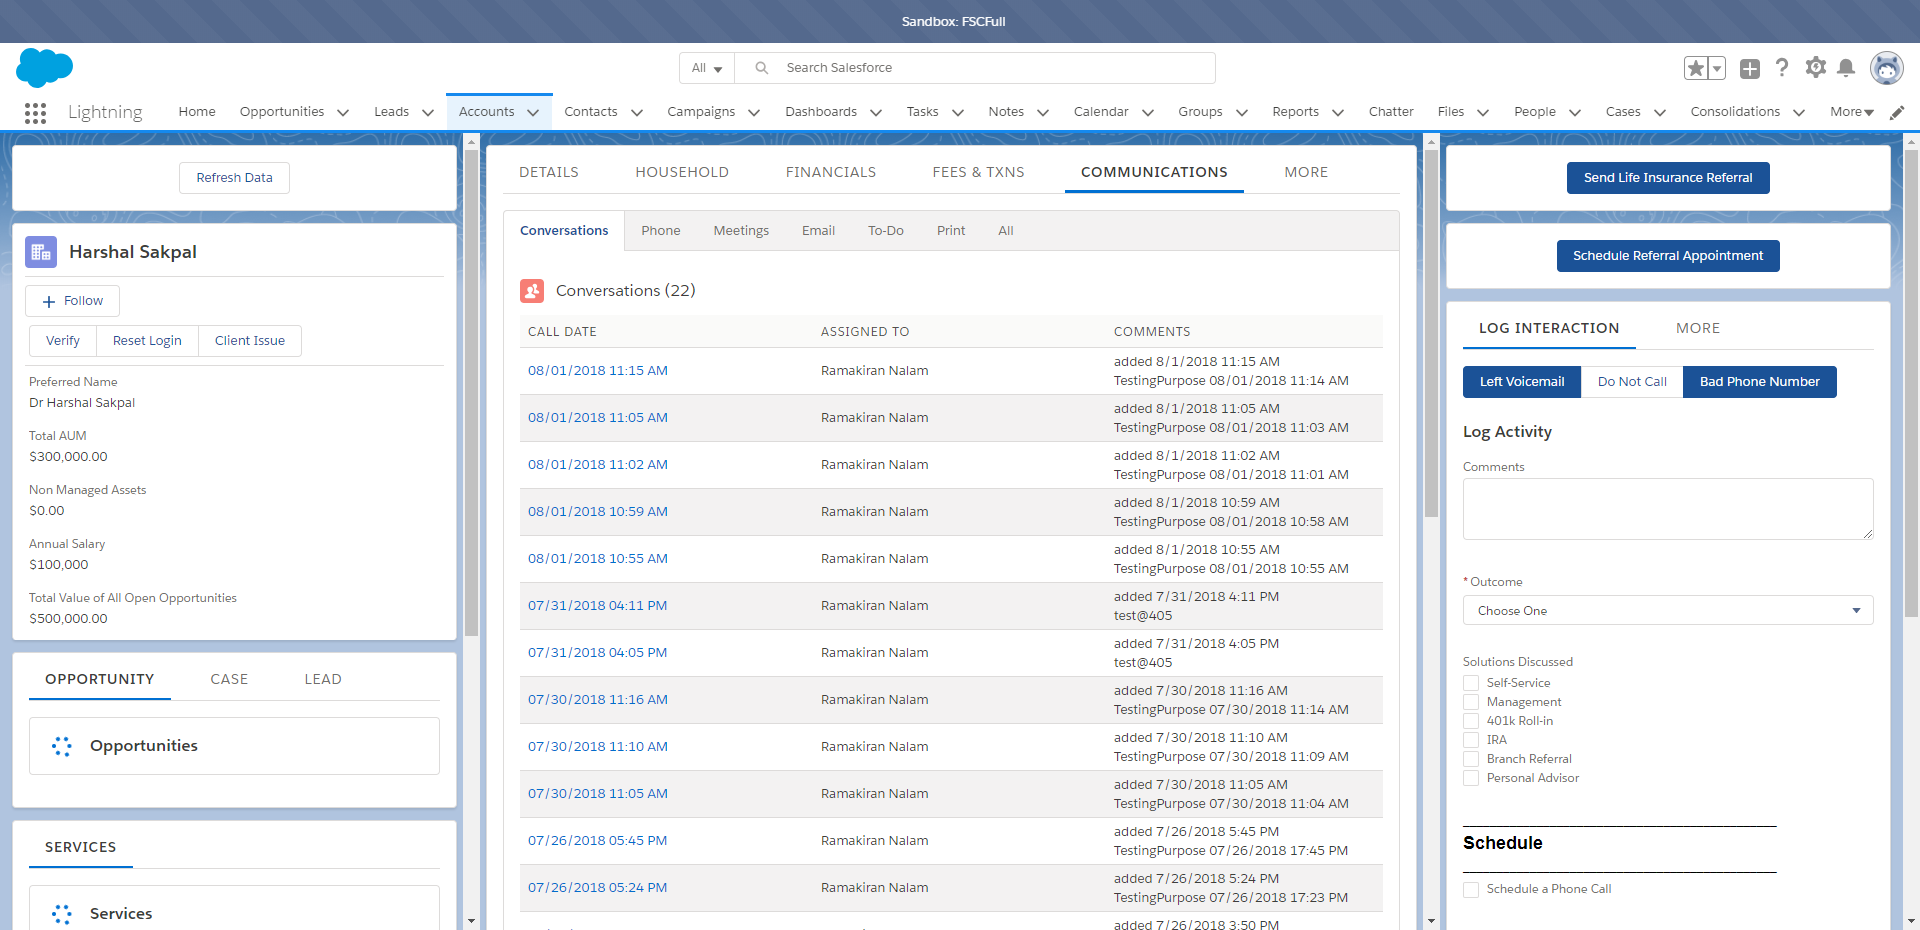 Sandbox: FSCFull
All
Search Salesforce
Lightning
Home
Opportunities
Leads
Accounts
Contacts
Campaigns
Dashboards
Tasks
Notes
Calendar
Groups
Reports
Chatter
Files
People
Cases
Consolidations
More
Refresh Data
Harshal Sakpal
Follow
Verify
Reset Login
Client Issue
Preferred Name
Dr Harshal Sakpal
Total AUM
$300,000.00
Non Managed Assets
$0.00
Annual Salary
$100,000
Total Value of All Open Opportunities
$500,000.00
OPPORTUNITY
CASE
LEAD
Opportunities
SERVICES
Services
DETAILS
HOUSEHOLD
FINANCIALS
FEES & TXNS
COMMUNICATIONS
MORE
Conversations
Phone
Meetings
Email
To-Do
Print
All
Conversations (22)
CALL DATE
ASSIGNED TO
COMMENTS
08/01/2018 11:15 AM
Ramakiran Nalam
added 8/1/2018 11:15 AM
TestingPurpose 08/01/2018 11:14 AM
08/01/2018 11:05 AM
Ramakiran Nalam
added 8/1/2018 11:05 AM
TestingPurpose 08/01/2018 11:03 AM
08/01/2018 11:02 AM
Ramakiran Nalam
added 8/1/2018 11:02 AM
TestingPurpose 08/01/2018 11:01 AM
08/01/2018 10:59 AM
Ramakiran Nalam
added 8/1/2018 10:59 AM
TestingPurpose 08/01/2018 10:58 AM
08/01/2018 10:55 AM
Ramakiran Nalam
added 8/1/2018 10:55 AM
TestingPurpose 08/01/2018 10:55 AM
07/31/2018 04:11 PM
Ramakiran Nalam
added 7/31/2018 4:11 PM
test@405
07/31/2018 04:05 PM
Ramakiran Nalam
added 7/31/2018 4:05 PM
test@405
07/30/2018 11:16 AM
Ramakiran Nalam
added 7/30/2018 11:16 AM
TestingPurpose 07/30/2018 11:14 AM
07/30/2018 11:10 AM
Ramakiran Nalam
added 7/30/2018 11:10 AM
TestingPurpose 07/30/2018 11:09 AM
07/30/2018 11:05 AM
Ramakiran Nalam
added 7/30/2018 11:05 AM
TestingPurpose 07/30/2018 11:04 AM
07/26/2018 05:45 PM
Ramakiran Nalam
added 7/26/2018 5:45 PM
TestingPurpose 07/26/2018 17:45 PM
07/26/2018 05:24 PM
Ramakiran Nalam
added 7/26/2018 5:24 PM
TestingPurpose 07/26/2018 17:23 PM
added 7/26/2018 3:50 PM
Send Life Insurance Referral
Schedule Referral Appointment
LOG INTERACTION
MORE
Left Voicemail
Do Not Call
Bad Phone Number
Log Activity
Comments
* Outcome
Choose One
Solutions Discussed
Self-Service
Management
401k Roll-in
IRA
Branch Referral
Personal Advisor
Schedule
Schedule a Phone Call